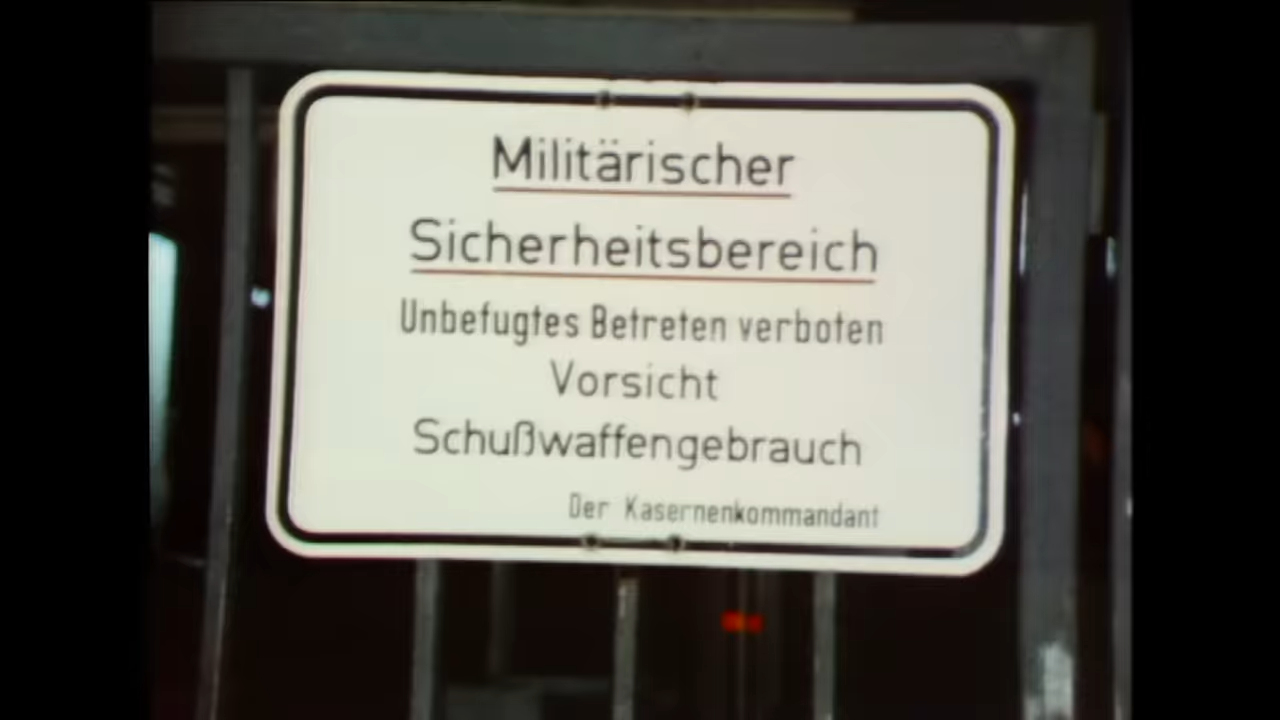 Militärischer
Sicherheitsbereich
Unbefugtes Betreten verboten
Vorsicht
Schußwaffengebrauch
Der Kasernenkommandant